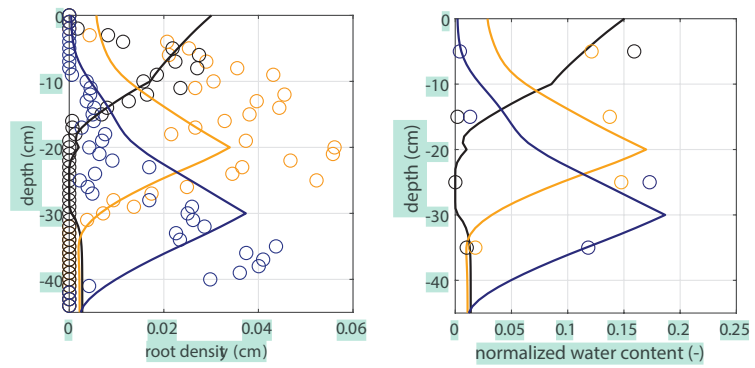 0
-10
-20
-30
-40
depth (cm)
0 0.02 0.04 0.06
root density (cm)
0
-10
-20
-30
-40
depth (cm)
0 0.05 0.1 0.15 0.2 0.25
normalized water content (-)